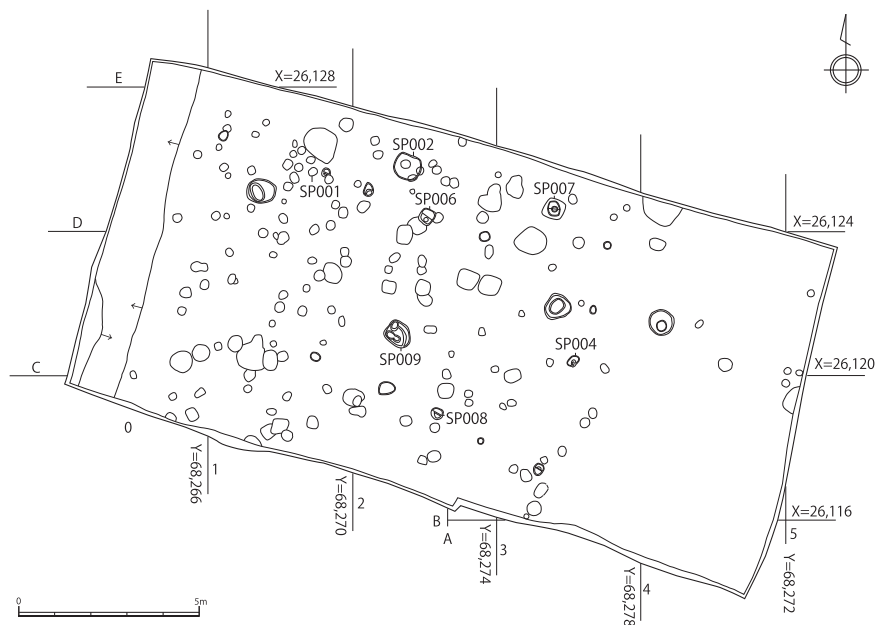 E
X=26,128
SP002
SP001
SP006
SP007
D
X=26,124
SP009
SP004
C
X=26,120
SP008
0
1
Y=68,266
2
Y=68,270
B
A
3
Y=68,274
X=26,116
4
Y=68,278
5
Y=68,272
0
5m